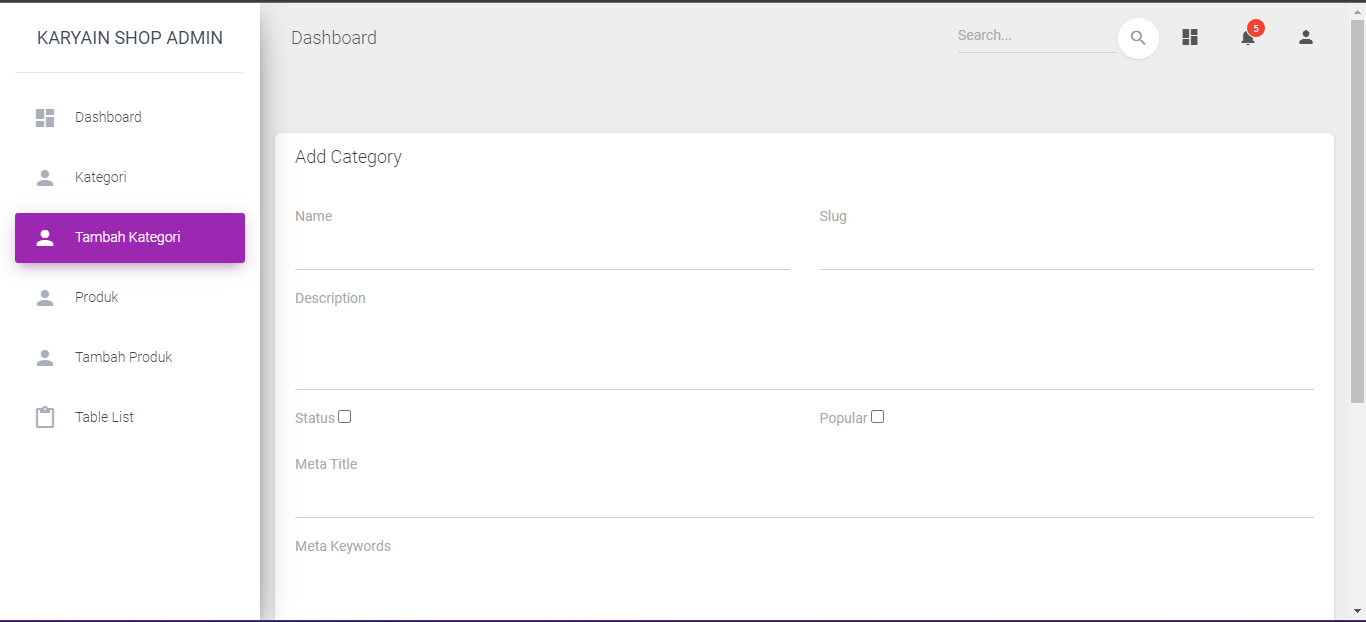 KARYAIN SHOP ADMIN
Dashboard
Kategori
Tambah Kategori
Produk
Tambah Produk
Table List
Dashboard
Search...
5
Add Category
Name
Slug
Description
Status
Popular
Meta Title
Meta Keywords